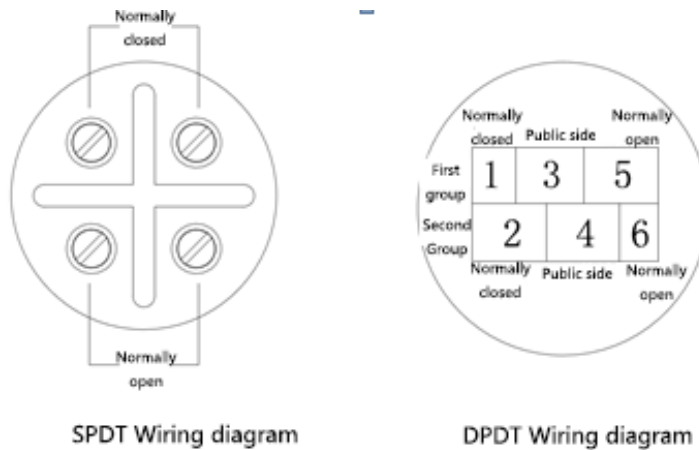 Normally
closed
Normally
open
SPDT Wiring diagram
Normally
closed
Public side
Normally
open
First
group
1 3 5
Second
Group
2 4 6
Normally
closed
Public side
Normally
open
DPDT Wiring diagram